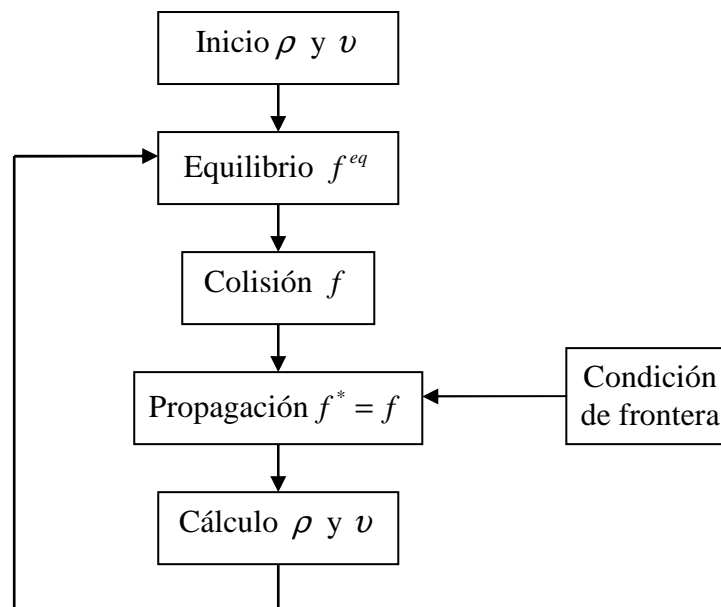 Inicio ρ y υ
Equilibrio f^{eq}
Colisión f
Propagación f^* = f
Condición
de frontera
Cálculo ρ y υ